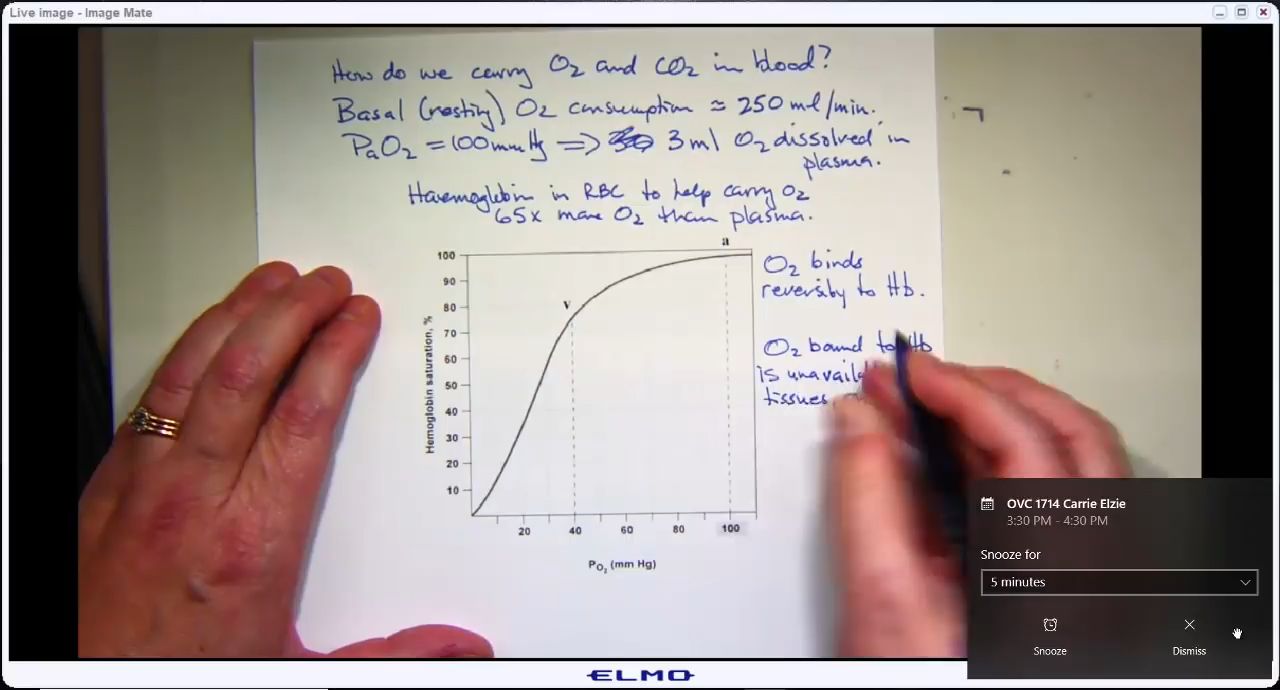 Live image - Image Mate
How do we carry O2 and CO2 in blood?
Basal (resting) O2 consumption ≈ 250 ml/min.
PaO2 = 100 mmHg => 3 ml O2 dissolved in
plasma.
Haemoglobin in RBC to help carry O2
65x more O2 than plasma.
a
v
Hemoglobin saturation, %
100
90
80
70
60
50
40
30
20
10
20 40 60 80 100
PO2 (mm Hg)
O2 binds
reversibly to Hb.
O2 bound to Hb
is
tissues
OVC 1714 Carrie Elzie
3:30 PM - 4:30 PM
Snooze for
5 minutes
Snooze
Dismiss
ELMO